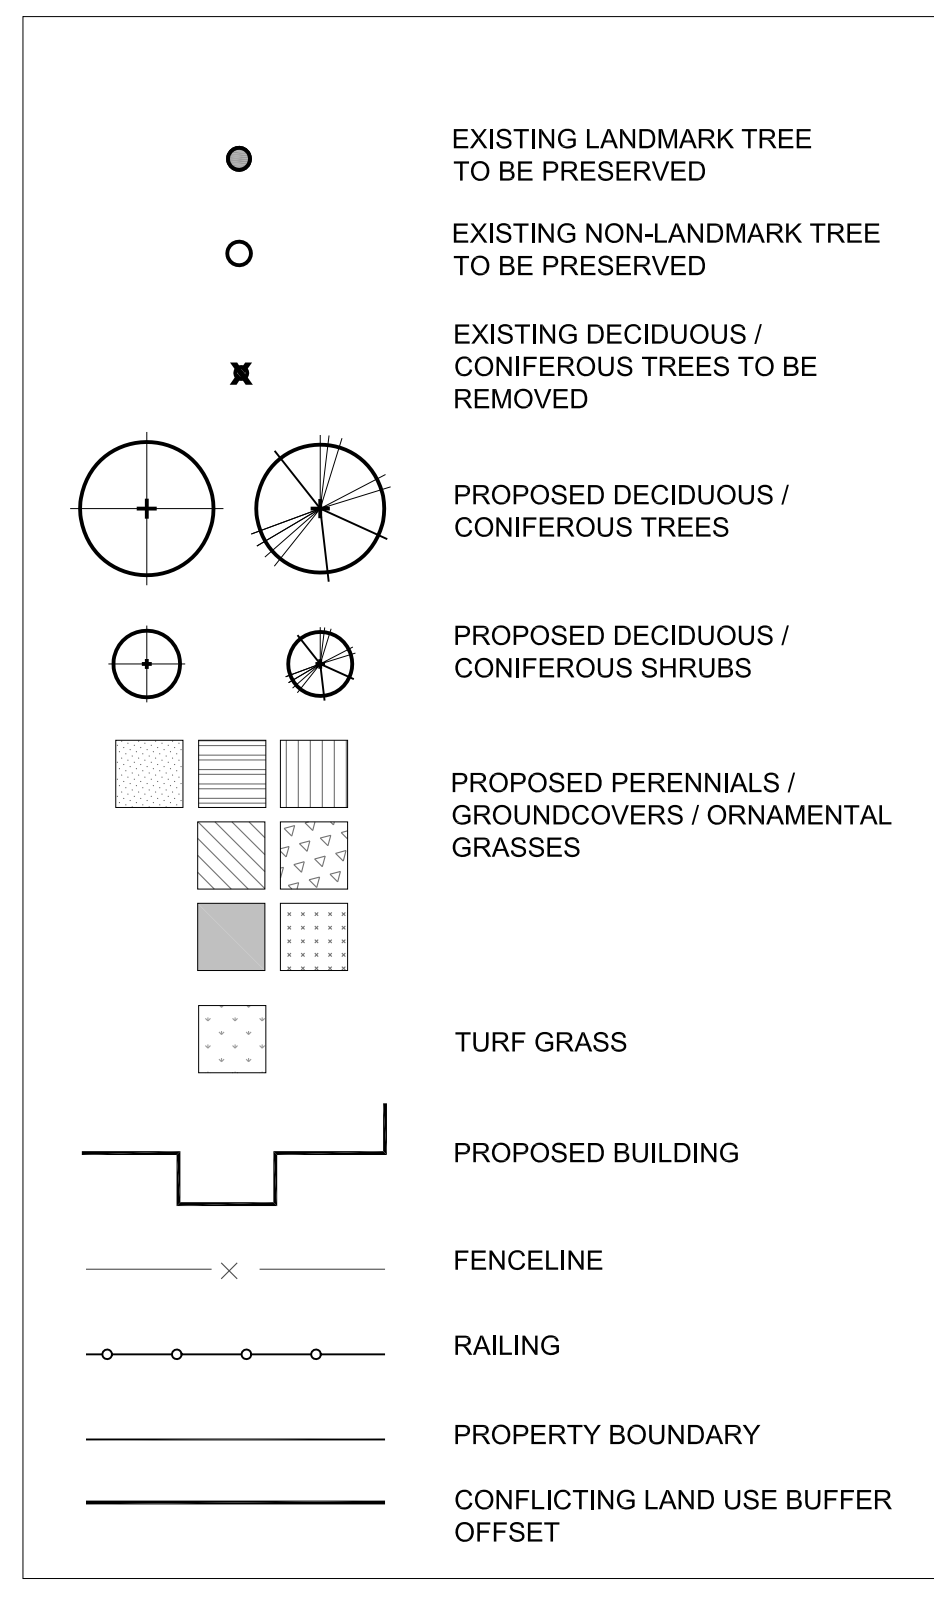 EXISTING LANDMARK TREE
TO BE PRESERVED
EXISTING NON-LANDMARK TREE
TO BE PRESERVED
EXISTING DECIDUOUS /
CONIFEROUS TREES TO BE
REMOVED
PROPOSED DECIDUOUS /
CONIFEROUS TREES
PROPOSED DECIDUOUS /
CONIFEROUS SHRUBS
PROPOSED PERENNIALS /
GROUNDCOVERS / ORNAMENTAL
GRASSES
TURF GRASS
PROPOSED BUILDING
FENCELINE
RAILING
PROPERTY BOUNDARY
CONFLICTING LAND USE BUFFER
OFFSET